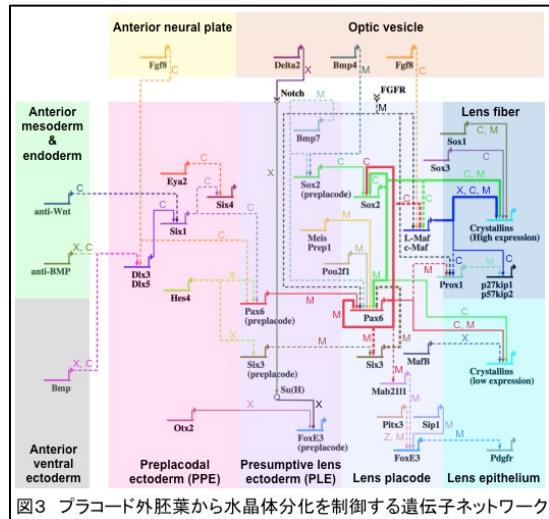 Anterior neural plate
Optic vesicle
Fgf8
C
Delta2
X
Bmp4
M
Fgf8
C
Notch
FGFR
Anterior
mesoderm
&
endoderm
Lens fiber
Sox1
C, M
Sox3
C
Bmp7
M
M
M
Eya2
C
Six4
C
Sox2
(preplacode)
C
Sox2
C
C
C
X, C, M
anti-Wnt
C
Six1
C
L-Maf
c-Maf
Crystallins
(High expression)
Meis
Prep1
M
Pou2f1
M
anti-BMP
X, C
Dlx3
Dlx5
Prox1
M
p27kip1
p57kip2
Hes4
M
Pax6
(preplacode)
M
Pax6
M
M
C
C, M
Six3
(preplacode)
M
Six3
MafB
X
Crystallins
(low expression)
Bmp
X, C
Su(H)
Mab21l1
M
Otx2
X
X
FoxE3
(preplacode)
Pitx3
Sip1
Z, M
M
FoxE3
M
Pdgfr
Anterior
ventral
ectoderm
Preplacodal
ectoderm (PPE)
Presumptive lens
ectoderm (PLE)
Lens placode
Lens epithelium
図3 プラコード外胚葉から水晶体分化を制御する遺伝子ネットワーク